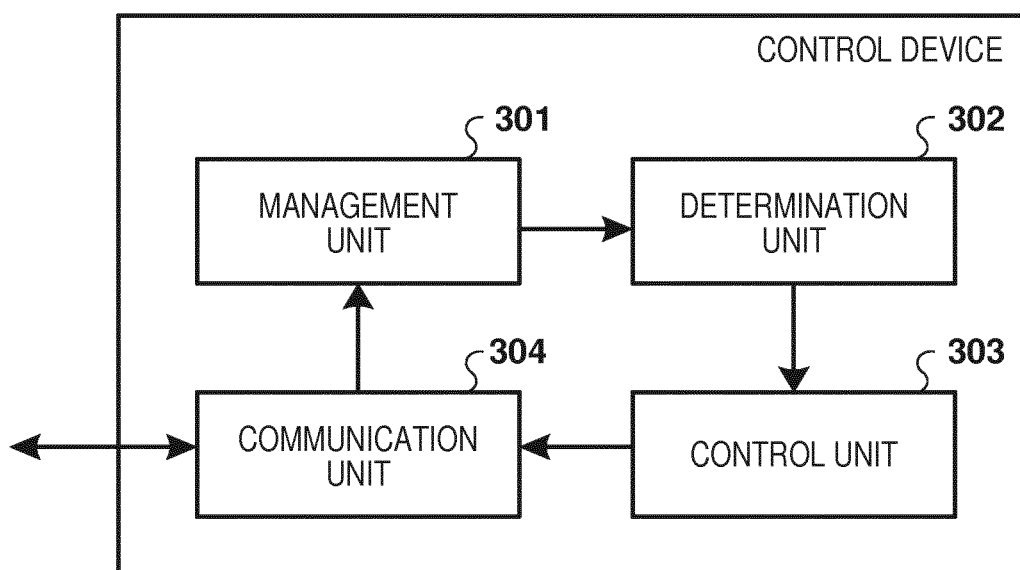 CONTROL DEVICE
301
MANAGEMENT
UNIT
302
DETERMINATION
UNIT
304
COMMUNICATION
UNIT
303
CONTROL UNIT